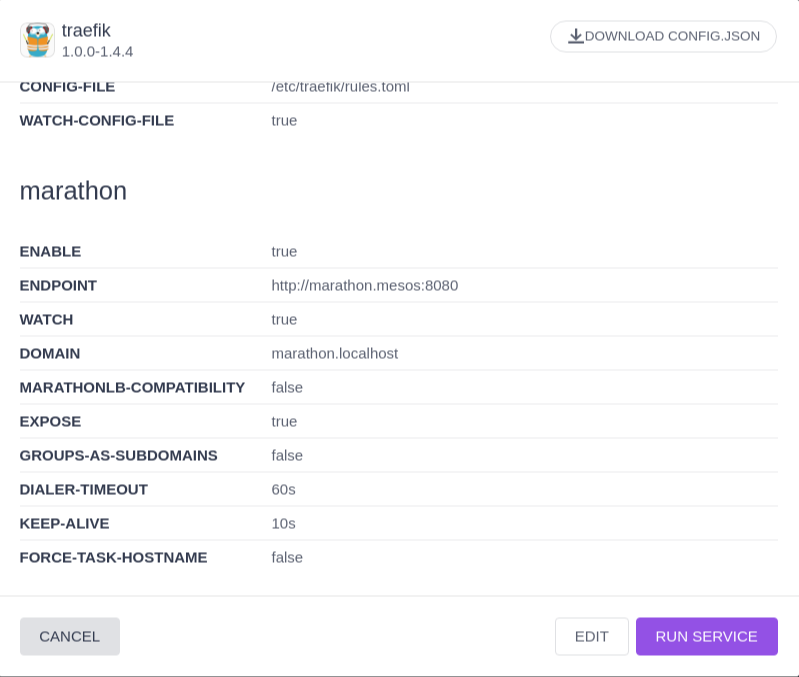 traefik
1.0.0-1.4.4
DOWNLOAD CONFIG.JSON
CONFIG-FILE /etc/traefik/rules.toml
WATCH-CONFIG-FILE true
marathon
ENABLE true
ENDPOINT http://marathon.mesos:8080
WATCH true
DOMAIN marathon.localhost
MARATHONLB-COMPATIBILITY false
EXPOSE true
GROUPS-AS-SUBDOMAINS false
DIALER-TIMEOUT 60s
KEEP-ALIVE 10s
FORCE-TASK-HOSTNAME false
CANCEL EDIT RUN SERVICE